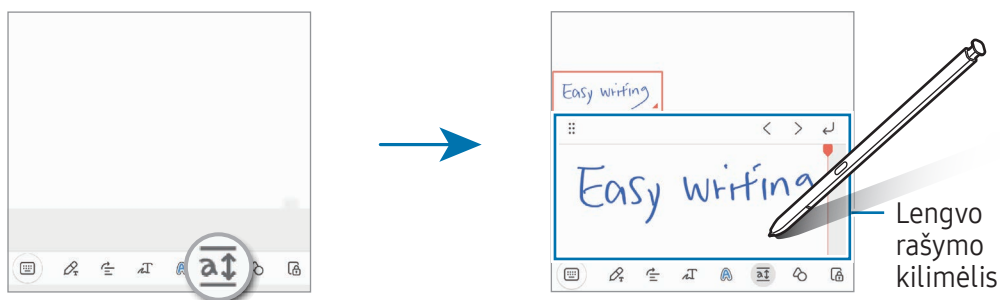 Easy writing
Easy writing
Lengvo
rašymo
kilimėlis